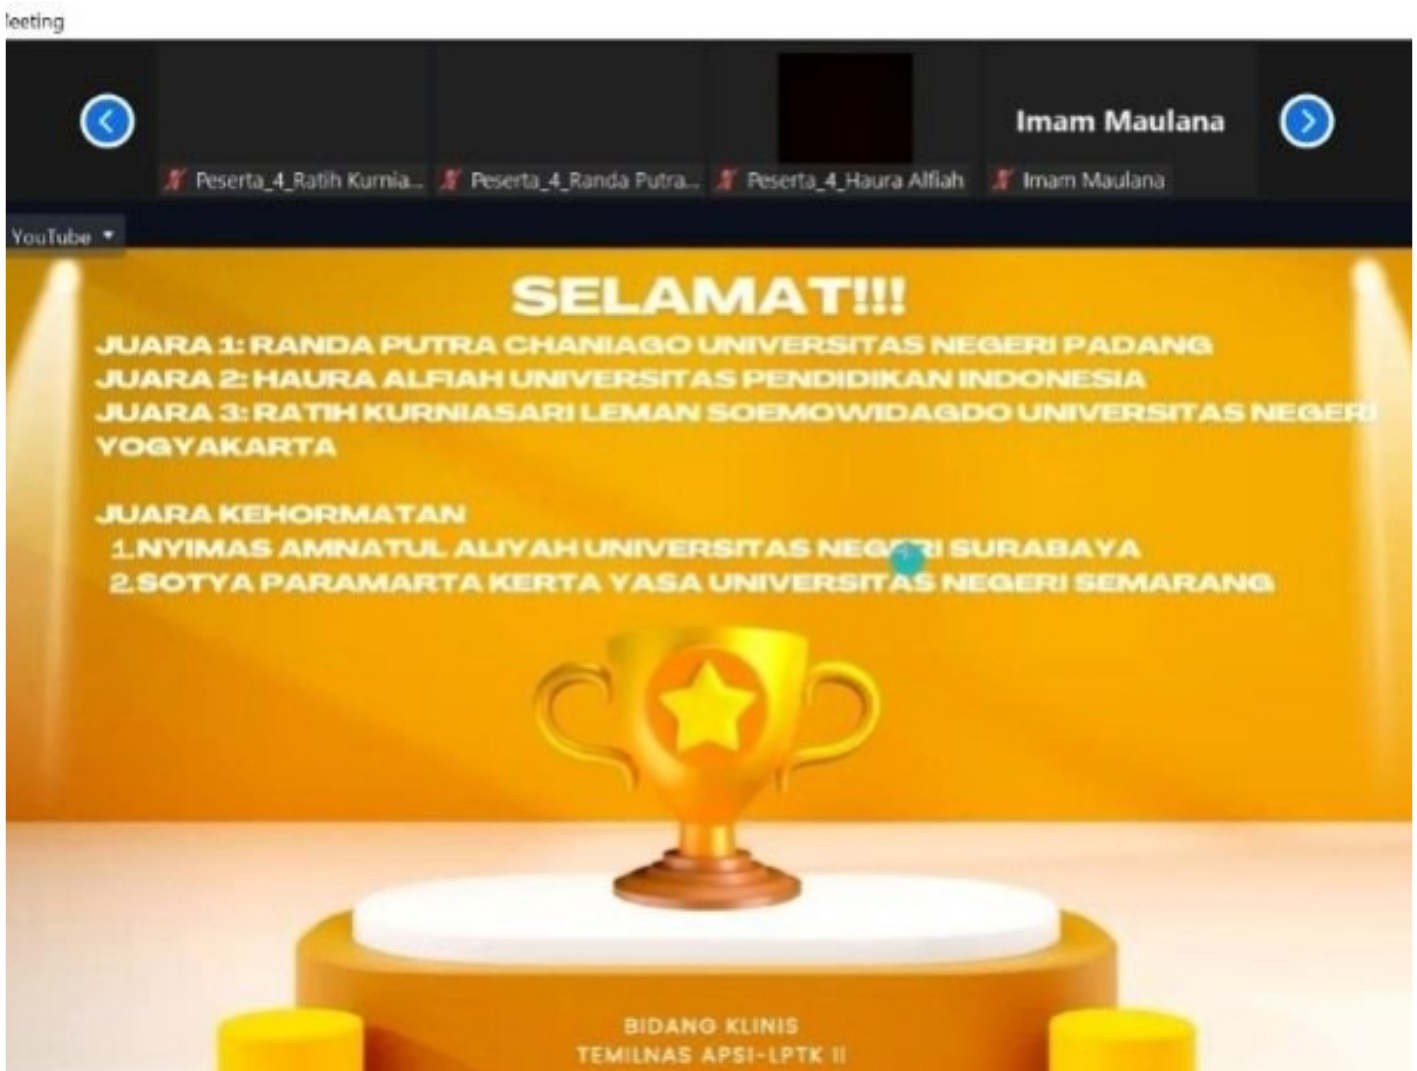 Meeting
Imam Maulana
Peserta_4_Ratih Kurnia...
Peserta_4_Randa Putra...
Peserta_4_Haura Alfiah
Imam Maulana
YouTube
SELAMAT!!!
JUARA 1: RANDA PUTRA CHANIAGO UNIVERSITAS NEGERI PADANG
JUARA 2: HAURA ALFIAH UNIVERSITAS PENDIDIKAN INDONESIA
JUARA 3: RATIH KURNIASARI LEMAN SOEMOWIDAGDO UNIVERSITAS NEGERI
YOGYAKARTA
JUARA KEHORMATAN
1.NYIMAS AMNATUL ALIYAH UNIVERSITAS NEGERI SURABAYA
2.SOTYA PARAMARTA KERTA YASA UNIVERSITAS NEGERI SEMARANG
BIDANG KLINIS
TEMILNAS APSI-LPTK II